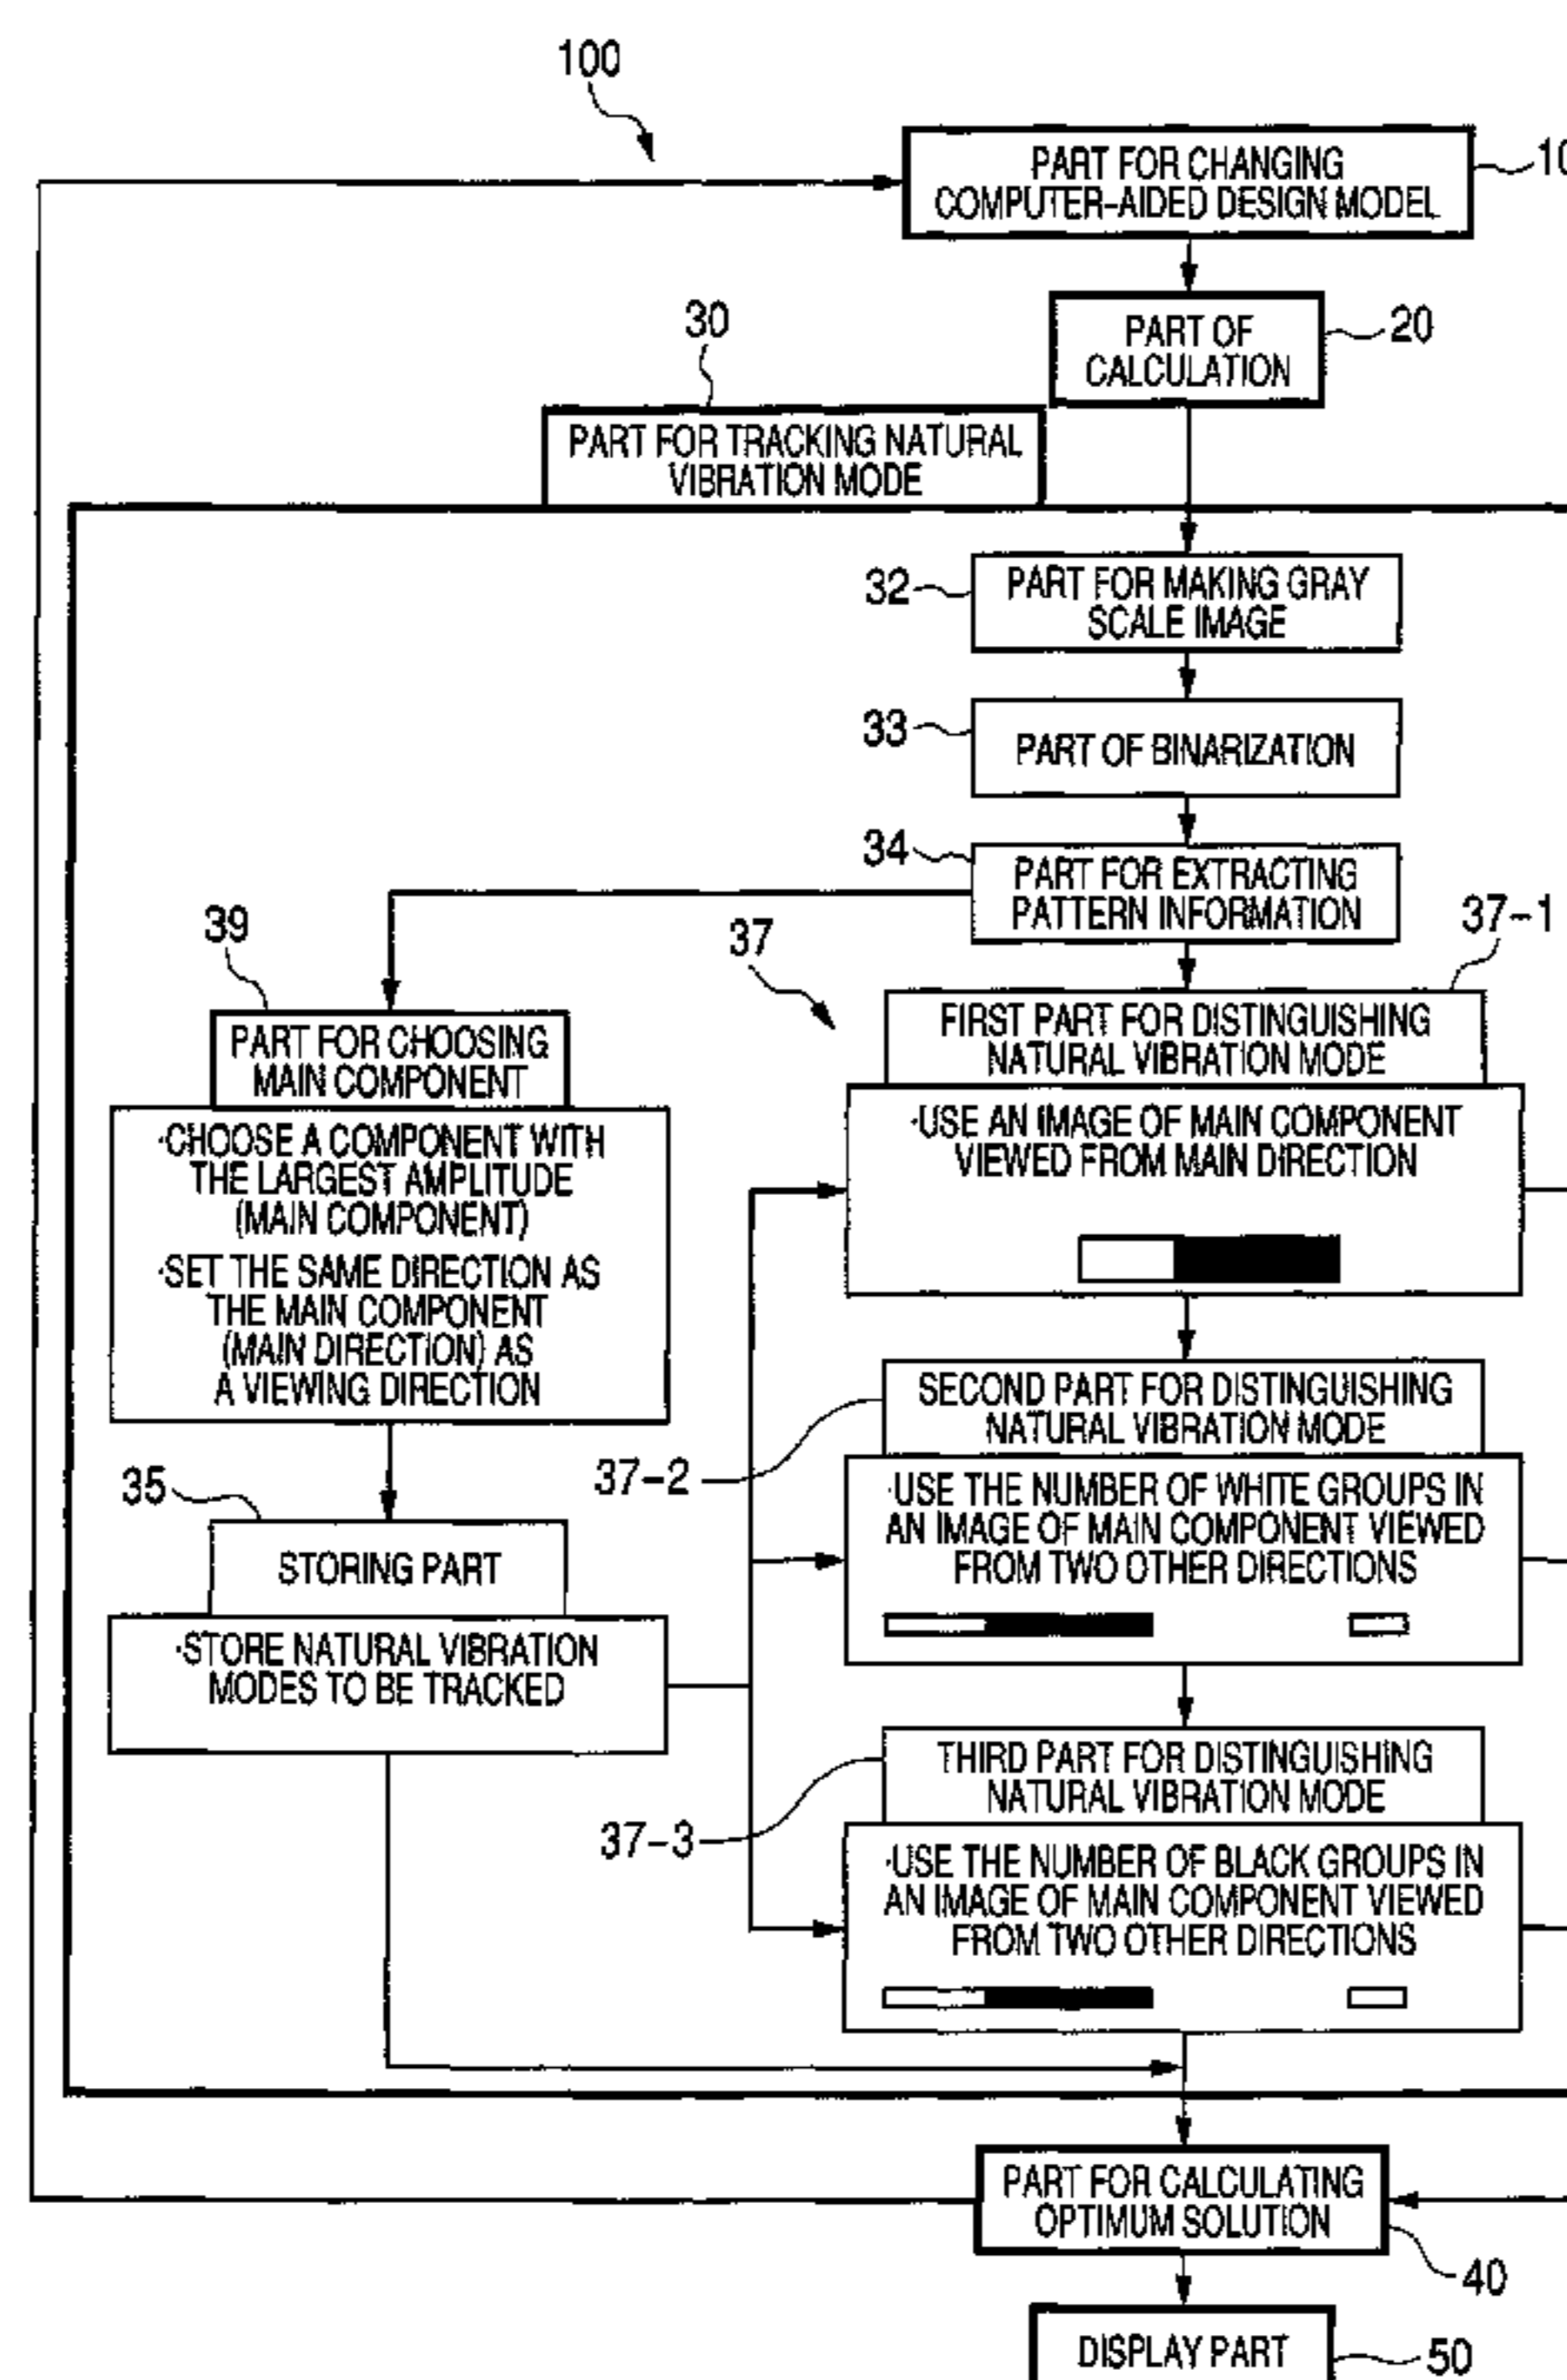 100
PART FOR CHANGING
COMPUTER-AIDED DESIGN MODEL
10
PART OF
CALCULATION
20
30
PART FOR TRACKING NATURAL
VIBRATION MODE
32
PART FOR MAKING GRAY
SCALE IMAGE
33
PART OF BINARIZATION
34
PART FOR EXTRACTING
PATTERN INFORMATION
39
PART FOR CHOOSING
MAIN COMPONENT
·CHOOSE A COMPONENT WITH
THE LARGEST AMPLITUDE
(MAIN COMPONENT)
·SET THE SAME DIRECTION AS
THE MAIN COMPONENT
(MAIN DIRECTION) AS
A VIEWING DIRECTION
35
STORING PART
·STORE NATURAL VIBRATION
MODES TO BE TRACKED
37
37-1
FIRST PART FOR DISTINGUISHING
NATURAL VIBRATION MODE
·USE AN IMAGE OF MAIN COMPONENT
VIEWED FROM MAIN DIRECTION
37-2
SECOND PART FOR DISTINGUISHING
NATURAL VIBRATION MODE
·USE THE NUMBER OF WHITE GROUPS IN
AN IMAGE OF MAIN COMPONENT VIEWED
FROM TWO OTHER DIRECTIONS
37-3
THIRD PART FOR DISTINGUISHING
NATURAL VIBRATION MODE
·USE THE NUMBER OF BLACK GROUPS IN
AN IMAGE OF MAIN COMPONENT VIEWED
FROM TWO OTHER DIRECTIONS
PART FOR CALCULATING
OPTIMUM SOLUTION
40
DISPLAY PART
50